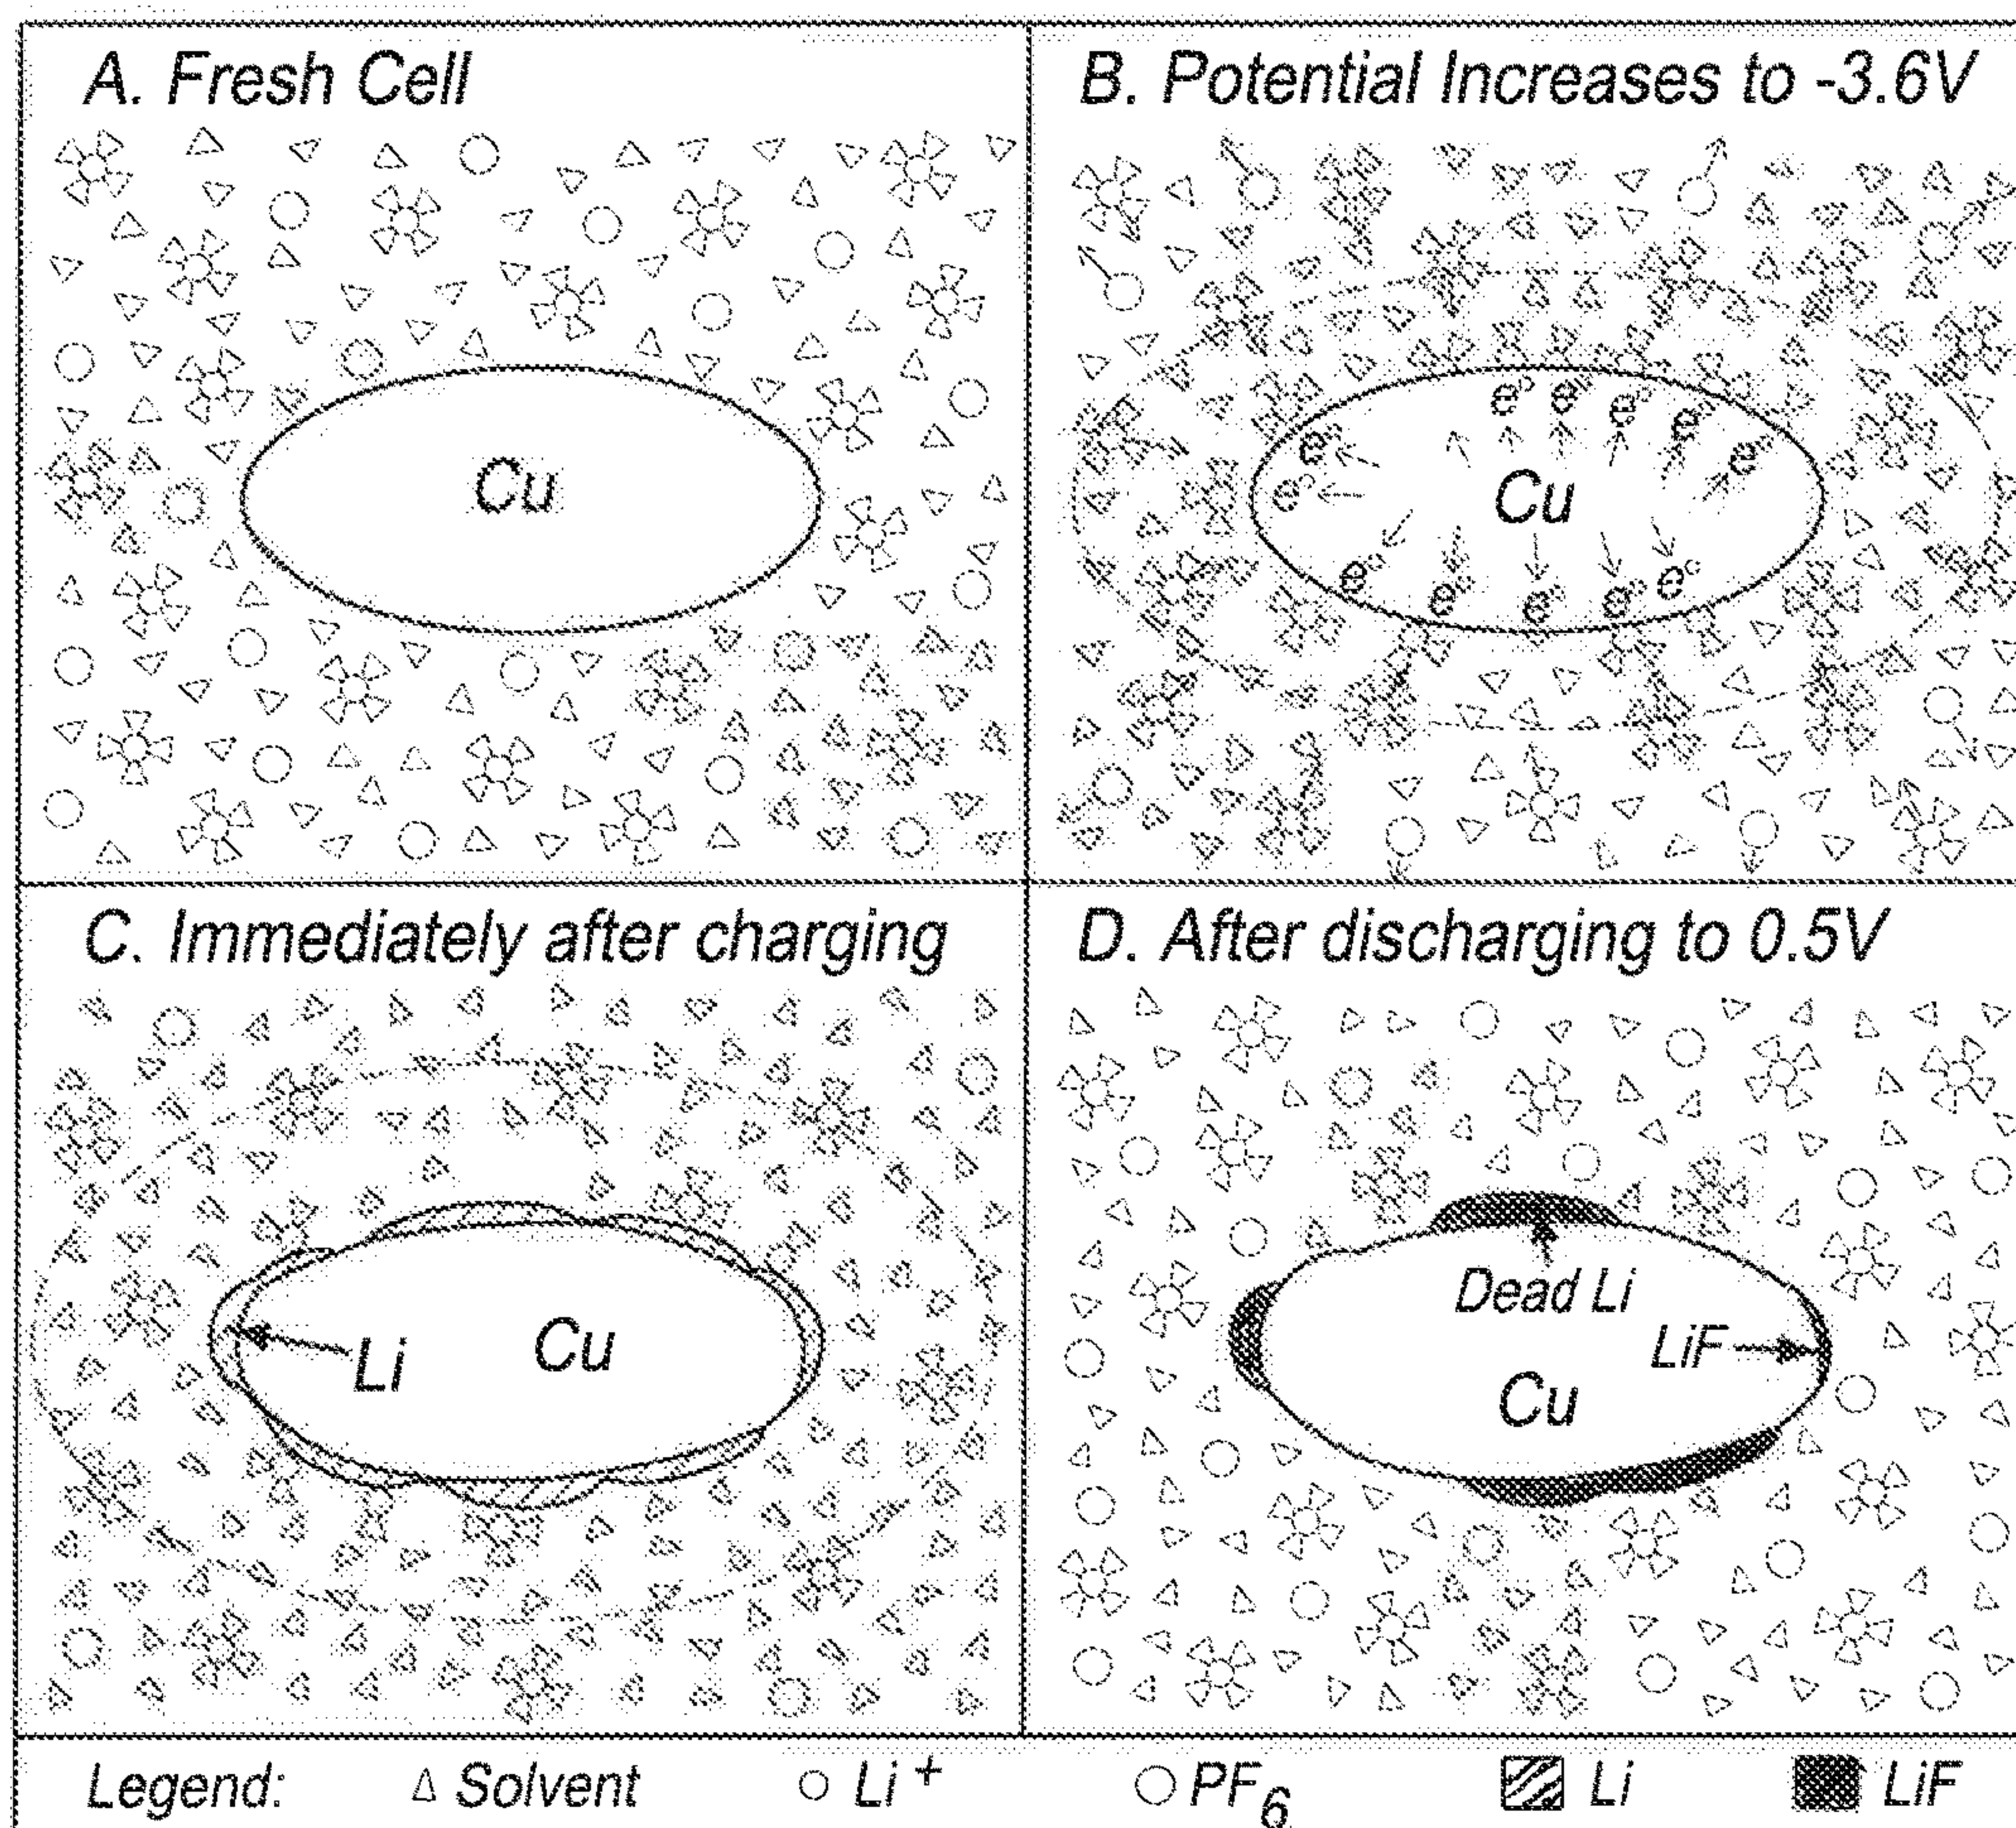 A. Fresh Cell
B. Potential Increases to -3.6V
Cu
e° e° e° e° e° e° e°
Cu
e° e° e° e° e°
C. Immediately after charging
D. After discharging to 0.5V
Li
Cu
Dead Li
LiF
Cu
Legend: Solvent Li+ PF6 Li LiF